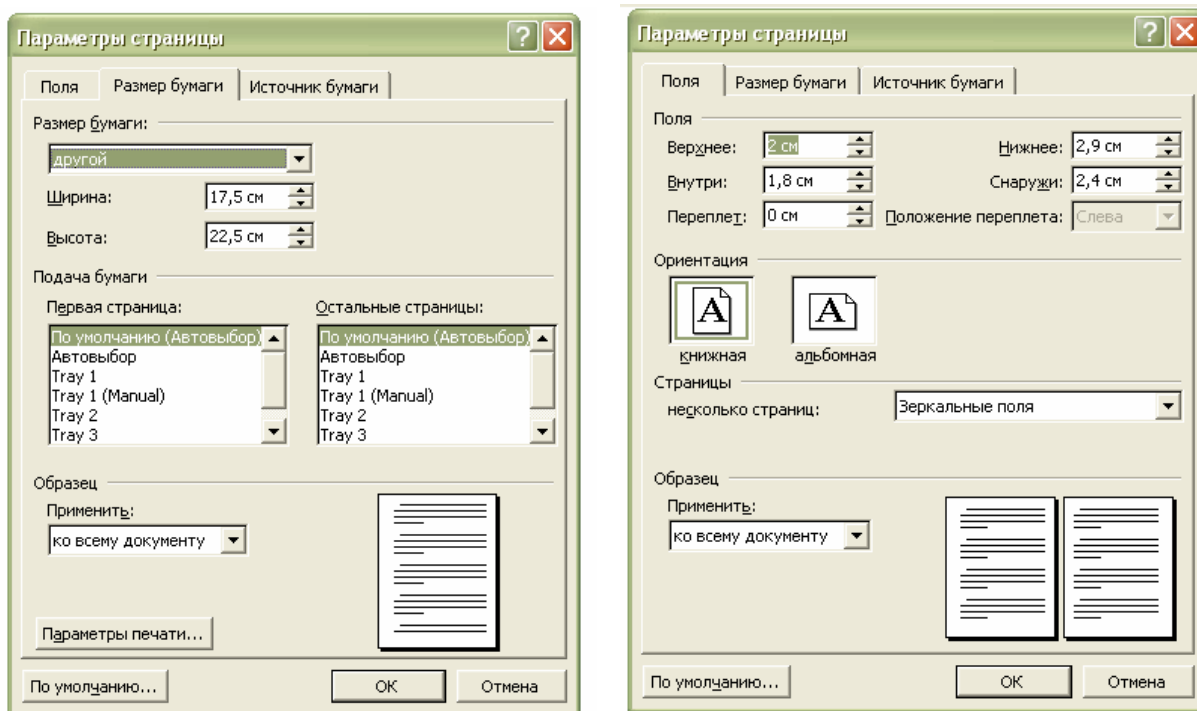 Параметры страницы
Поля
Размер бумаги
Источник бумаги
Размер бумаги:
другой
Ширина: 17,5 см
Высота: 22,5 см
Подача бумаги
Первая страница: Остальные страницы:
По умолчанию (Автовыбор) По умолчанию (Автовыбор)
Автовыбор Автовыбор
Tray 1 Tray 1
Tray 1 (Manual) Tray 1 (Manual)
Tray 2 Tray 2
Tray 3 Tray 3
Образец
Применить:
ко всему документу
Параметры печати...
По умолчанию... ОК Отмена
Параметры страницы
Поля
Размер бумаги
Источник бумаги
Поля
Верхнее: 2 см Нижнее: 2,9 см
Внутри: 1,8 см Снаружи: 2,4 см
Переплет: 0 см Положение переплета: Слева
Ориентация
А А
книжная альбомная
Страницы
несколько страниц: Зеркальные поля
Образец
Применить:
ко всему документу
По умолчанию... ОК Отмена